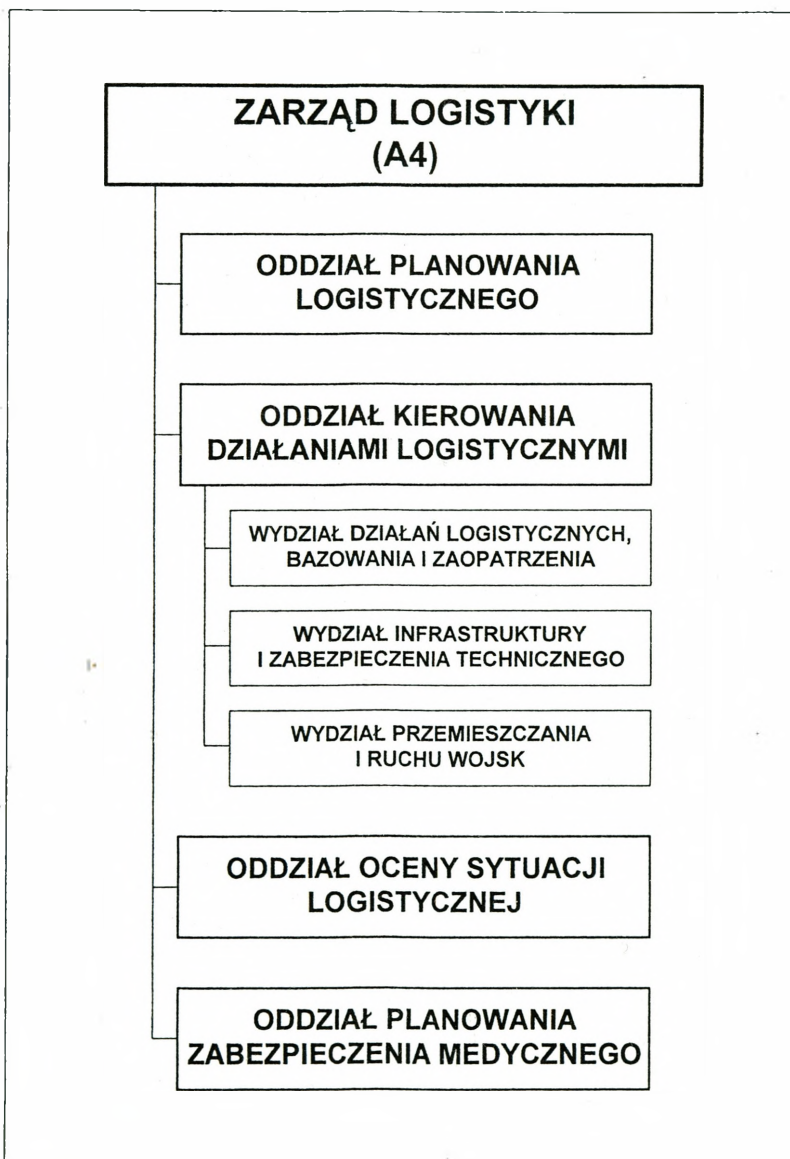 ZARZĄD LOGISTYKI
(A4)
ODDZIAŁ PLANOWANIA
LOGISTYCZNEGO
ODDZIAŁ KIEROWANIA
DZIAŁANIAMI LOGISTYCZNYMI
WYDZIAŁ DZIAŁAŃ LOGISTYCZNYCH,
BAZOWANIA I ZAOPATRZENIA
WYDZIAŁ INFRASTRUKTURY
I ZABEZPIECZENIA TECHNICZNEGO
WYDZIAŁ PRZEMIESZCZANIA
I RUCHU WOJSK
ODDZIAŁ OCENY SYTUACJI
LOGISTYCZNEJ
ODDZIAŁ PLANOWANIA
ZABEZPIECZENIA MEDYCZNEGO